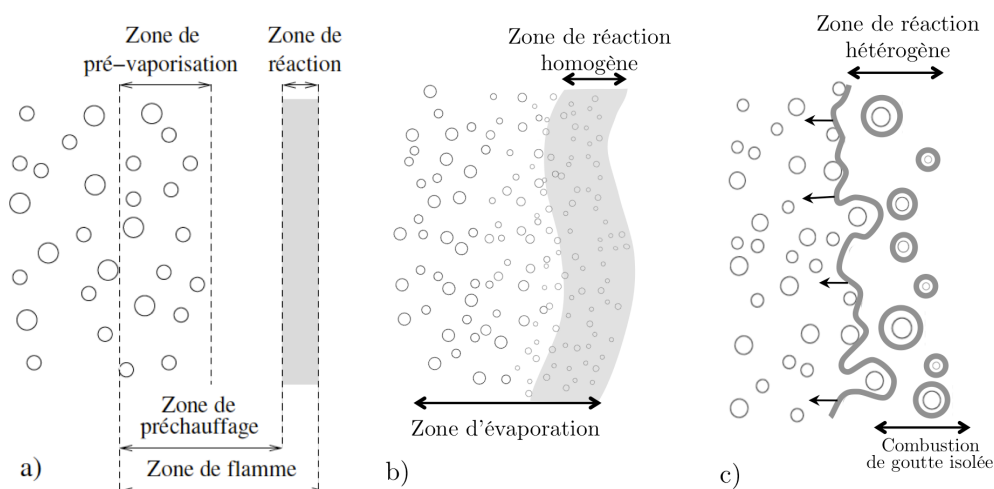 Zone de
pré-vaporisation
Zone de
réaction
Zone de
préchauffage
Zone de flamme
a)
Zone de réaction
homogène
Zone d'évaporation
b)
Zone de réaction
hétérogène
Combustion
de goutte isolée
c)